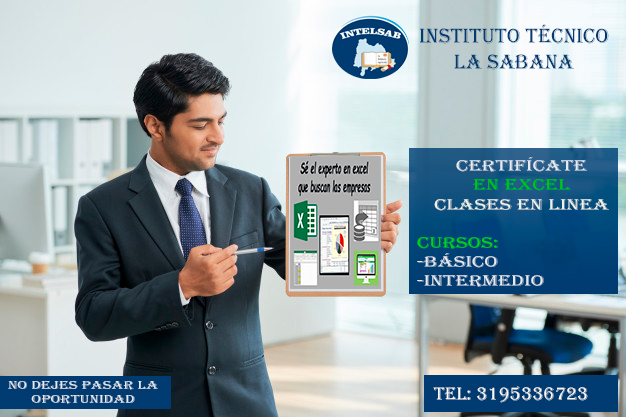 INTELSAB
INSTITUTO TÉCNICO
LA SABANA
Sé el experto en excel
que buscan las empresas
CERTIFÍCATE
EN EXCEL
CLASES EN LINEA
CURSOS:
-BÁSICO
-INTERMEDIO
NO DEJES PASAR LA
OPORTUNIDAD
TEL: 3195336723